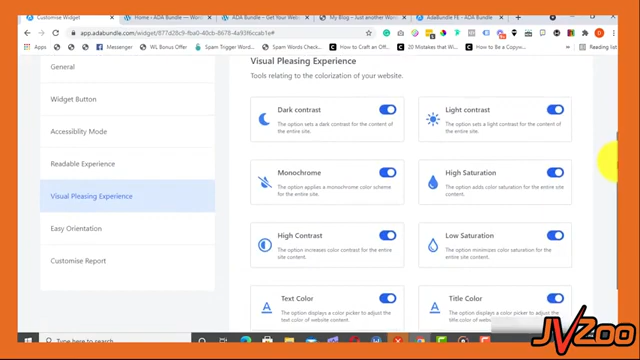 Customise Widget
Home - ADA Bundle — Wor
ADA Bundle – Get Your Web
My Blog – Just another Word
AdaBundle FE - ADA Bundle
app.adabundle.com/widget/877d28c9-f3a1-40cb-8678-4a93f6ccab1e#
Apps
Facebook
Messenger
WL Bonus Offer
Spam Trigger Word
Spam Words Check
How to Craft an Off
20 Mistakes that W
How to Be a Copyw
Reading list
General
Widget Button
Accessiblity Mode
Readable Experience
Visual Pleasing Experience
Easy Orientation
Customise Report
Visual Pleasing Experience
Tools relating to the colorization of your website.
Dark contrast
The option sets a dark contrast for the content of
the entire site.
Light contrast
The option sets a light contrast for the content of
the entire site.
Monochrome
The option applies a monochrome color scheme for
the entire site.
High Saturation
The option adds color saturation for the entire site
content.
High Contrast
The option increases color contrast for the entire
site content.
Low Saturation
The option minimizes color saturation for the entire
site content.
Text Color
The option displays a color picker to adjust the
text color of website content.
Title Color
The option displays a color picker to adjust the
title color of website content.
Type here to search
JVZoo